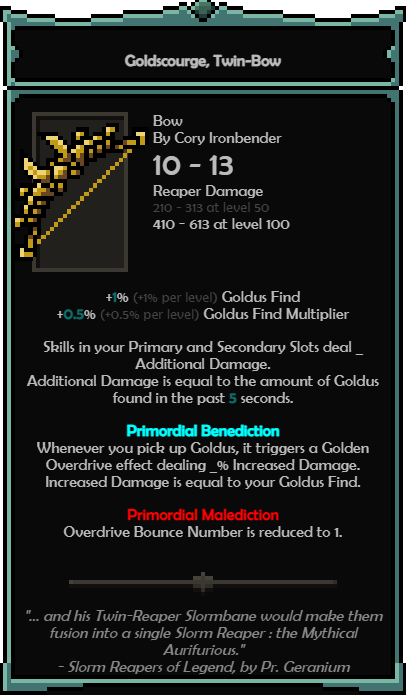 Goldscourge, Twin-Bow
Bow
By Cory Ironbender
10 - 13
Reaper Damage
210 - 313 at level 50
410 - 613 at level 100
+1% (+1% per level) Goldus Find
+0.5% (+0.5% per level) Goldus Find Multiplier
Skills in your Primary and Secondary Slots deal _
Additional Damage.
Additional Damage is equal to the amount of Goldus
found in the past 5 seconds.
Primordial Benediction
Whenever you pick up Goldus, it triggers a Golden
Overdrive effect dealing _% Increased Damage.
Increased Damage is equal to your Goldus Find.
Primordial Malediction
Overdrive Bounce Number is reduced to 1.
"... and his Twin-Reaper Slormbane would make them
fusion into a single Slorm Reaper : the Mythical
Aurifurious."
- Slorm Reapers of Legend, by Pr. Geranium